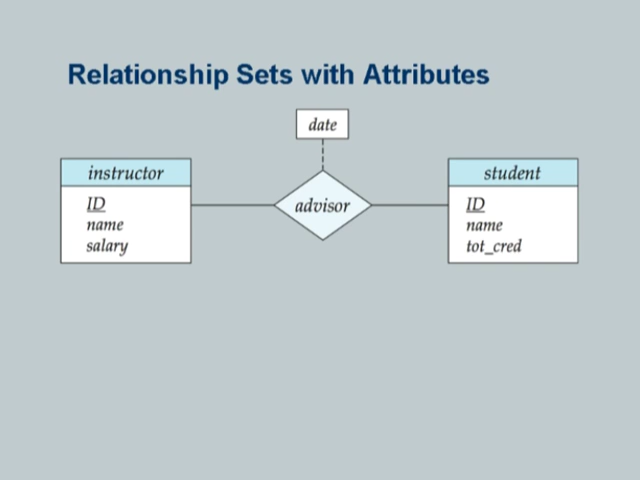 Relationship Sets with Attributes
date
instructor
ID
name
salary
advisor
student
ID
name
tot_cred